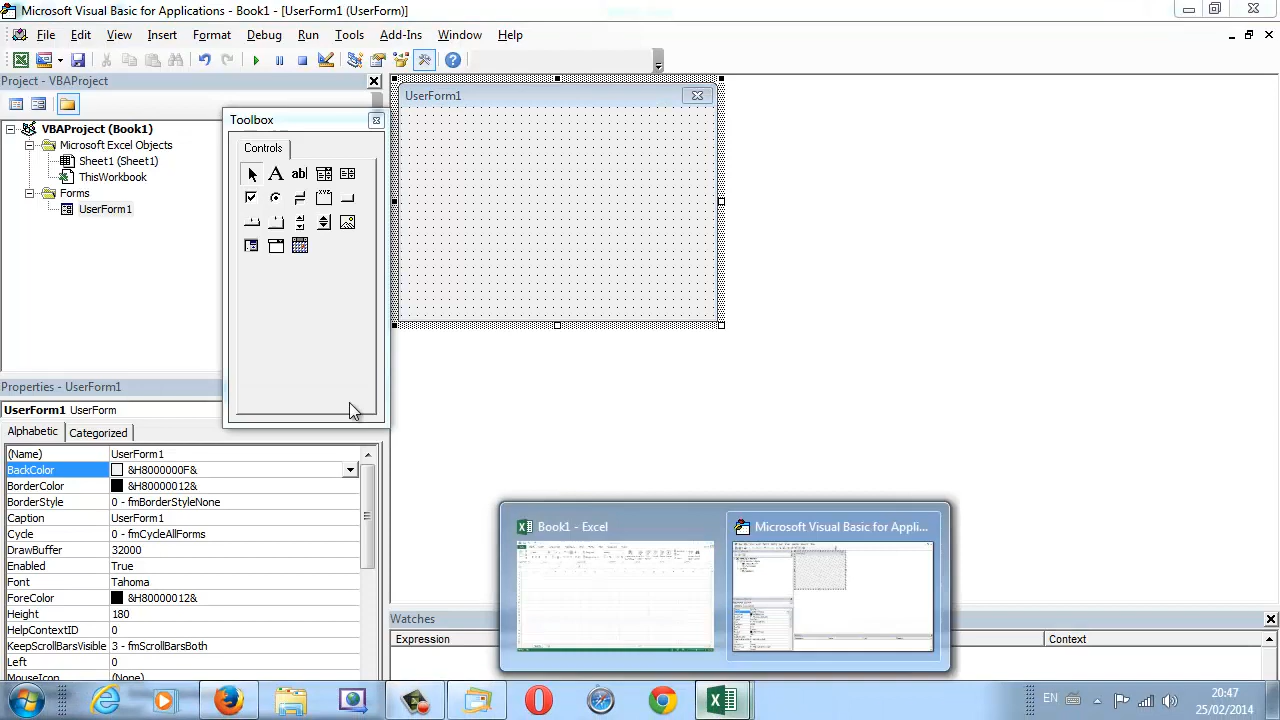 Microsoft Visual Basic for Applications - Book1 - [UserForm1 (UserForm)]
File Edit View Insert Format Debug Run Tools Add-Ins Window Help
Project - VBAProject
UserForm1
Toolbox
VBAProject (Book1)
Controls
Microsoft Excel Objects
Sheet1 (Sheet1)
ThisWorkbook
Forms
UserForm1
Properties - UserForm1
UserForm1 UserForm
Alphabetic Categorized
(Name) UserForm1
BackColor &H8000000F&
BorderColor &H80000012&
BorderStyle 0 - fmBorderStyleNone
Caption UserForm1
Cycle 0 - fmCycleAllForms
DrawBuffer 32000
Enabled True
Font Tahoma
ForeColor &H80000012&
Height 180
HelpContextID 0
KeepScrollBarsVisible 3 - fmScrollBarsBoth
Left 0
MouseIcon (None)
Book1 - Excel
Microsoft Visual Basic for Appli...
Watches
Expression Context
EN
20:47
25/02/2014